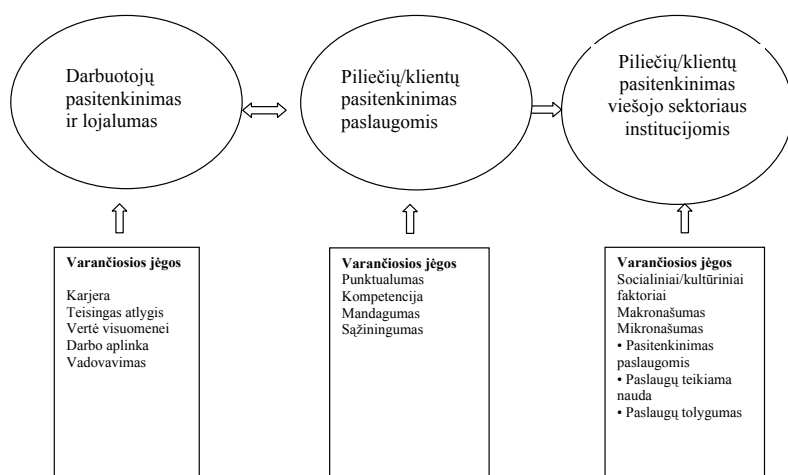 Darbuotojų
pasitenkinimas
ir lojalumas
Piliečių/klientų
pasitenkinimas
paslaugomis
Piliečių/klientų
pasitenkinimas
viešojo sektoriaus
institucijomis
Varančiosios jėgos
Karjera
Teisingas atlygis
Vertė visuomenei
Darbo aplinka
Vadovavimas
Varančiosios jėgos
Punktualumas
Kompetencija
Mandagumas
Sąžiningumas
Varančiosios jėgos
Socialiniai/kultūriniai
faktoriai
Makronašumas
Mikronašumas
• Pasitenkinimas
paslaugomis
• Paslaugų teikiama
nauda
• Paslaugų tolygumas